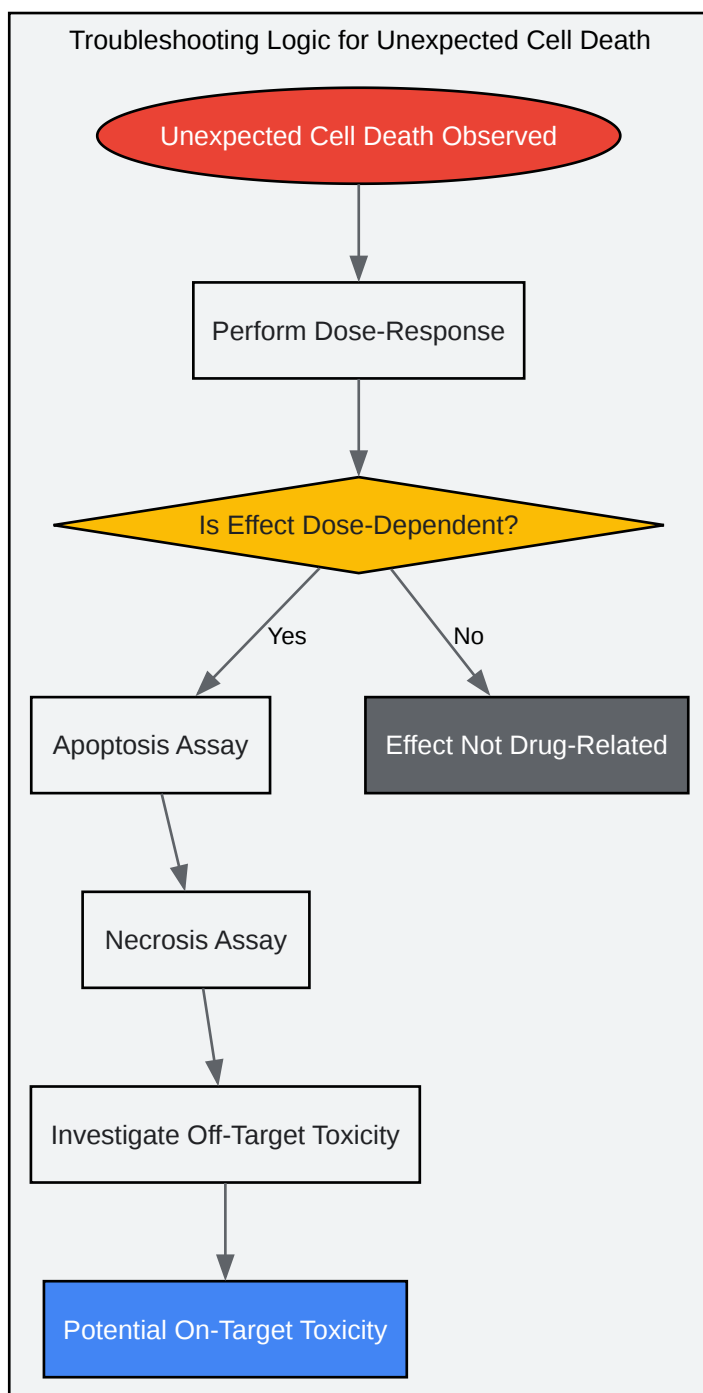 Troubleshooting Logic for Unexpected Cell Death
Unexpected Cell Death Observed
Perform Dose-Response
Is Effect Dose-Dependent?
Yes
No
Apoptosis Assay
Effect Not Drug-Related
Necrosis Assay
Investigate Off-Target Toxicity
Potential On-Target Toxicity